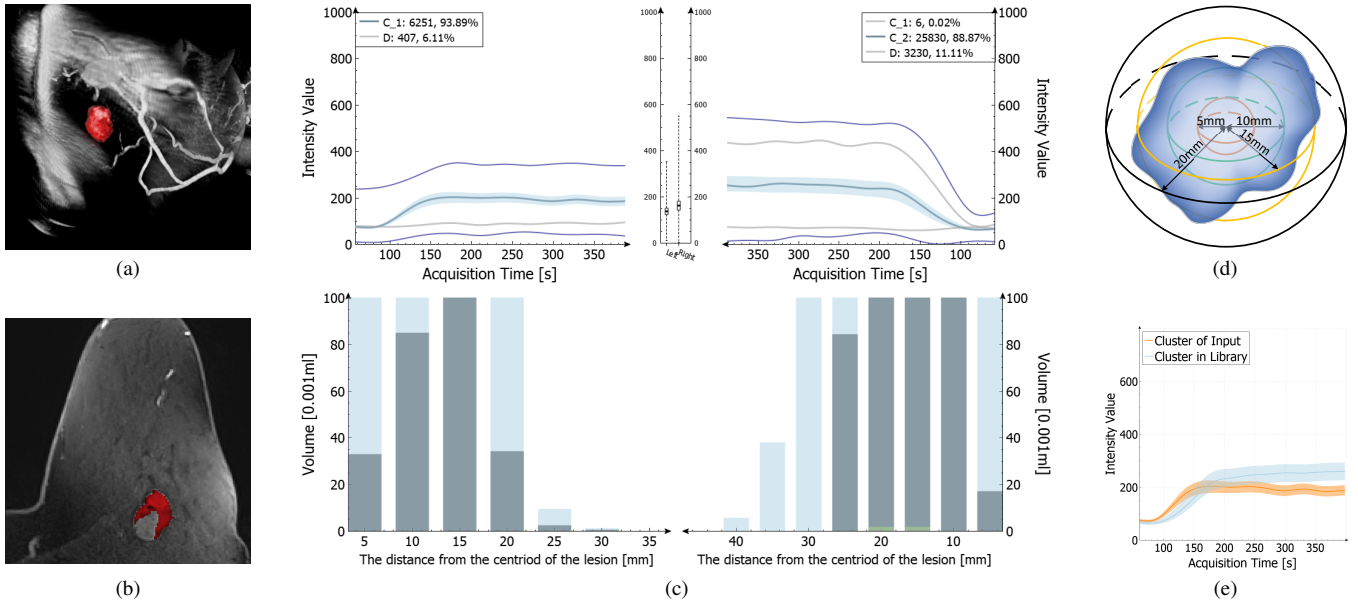 (a)
(b)
Intensity Value
1000
800
600
400
200
0
C_1: 6251, 93.89%
D: 407, 6.11%
100
150
200
250
300
350
Acquisition Time [s]
1000
800
600
400
200
0
Left
Right
1000
800
600
400
200
0
C_1: 6, 0.02%
C_2: 25830, 88.87%
D: 3230, 11.11%
350
300
250
200
150
100
Acquisition Time [s]
1000
800
600
400
200
0
Intensity Value
Volume [0.001ml]
100
80
60
40
20
0
5
10
15
20
25
30
35
The distance from the centriod of the lesion [mm]
40
30
20
10
The distance from the centriod of the lesion [mm]
100
80
60
40
20
0
Volume [0.001ml]
(c)
5mm
10mm
15mm
20mm
(d)
Cluster of Input
Cluster in Library
Intensity Value
600
400
200
0
100
150
200
250
300
350
Acquisition Time [s]
(e)